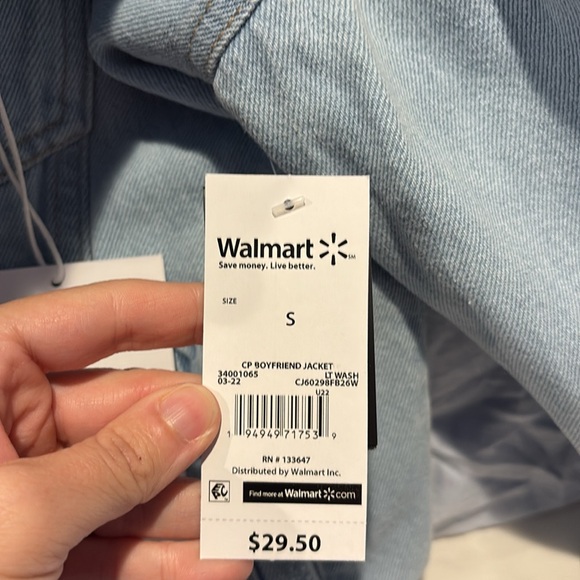 Walmart
Save money. Live better.
SIZE
S
CP BOYFRIEND JACKET
34001065 LT WASH
03-22 CJ60298FB26W
U22
1 94949 71753 9
RN # 133647
Distributed by Walmart Inc.
Find more at Walmart.com
$29.50